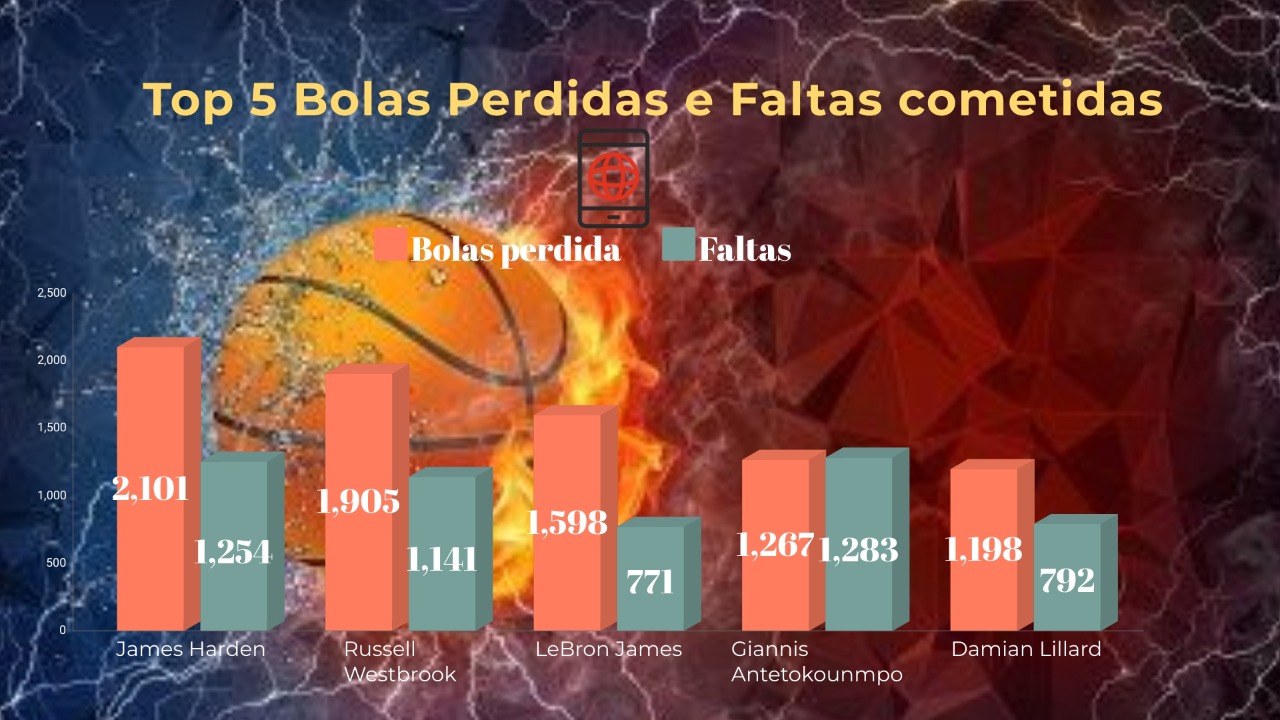 Top 5 Bolas Perdidas e Faltas cometidas
Bolas perdida Faltas
2,500
2,000
1,500
1,000
500
0
2,101 1,254 1,905 1,141 1,598 771 1,267 1,283 1,198 792
James Harden Russell LeBron James Giannis Damian Lillard
Westbrook Antetokounmpo